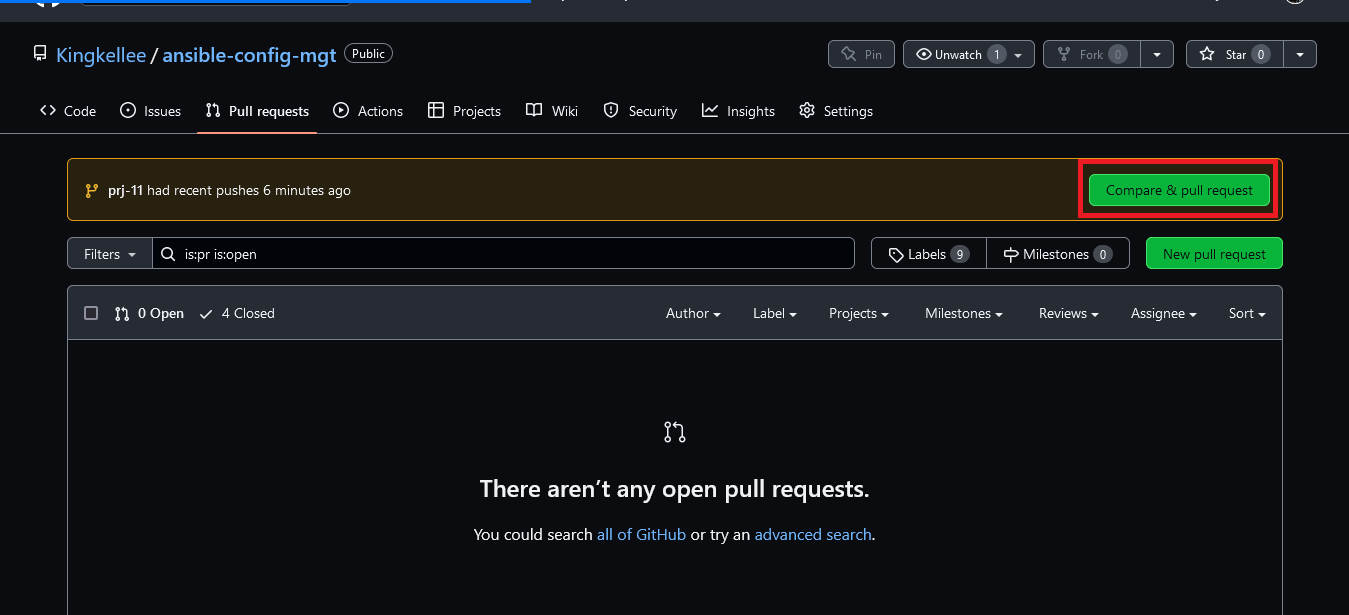 Kingkellee / ansible-config-mgt Public
Pin Unwatch 1 Fork 0 Star 0
Code Issues Pull requests Actions Projects Wiki Security Insights Settings
prj-11 had recent pushes 6 minutes ago Compare & pull request
Filters is:pr is:open Labels 9 Milestones 0 New pull request
0 Open 4 Closed Author Label Projects Milestones Reviews Assignee Sort
There aren’t any open pull requests.
You could search all of GitHub or try an advanced search.